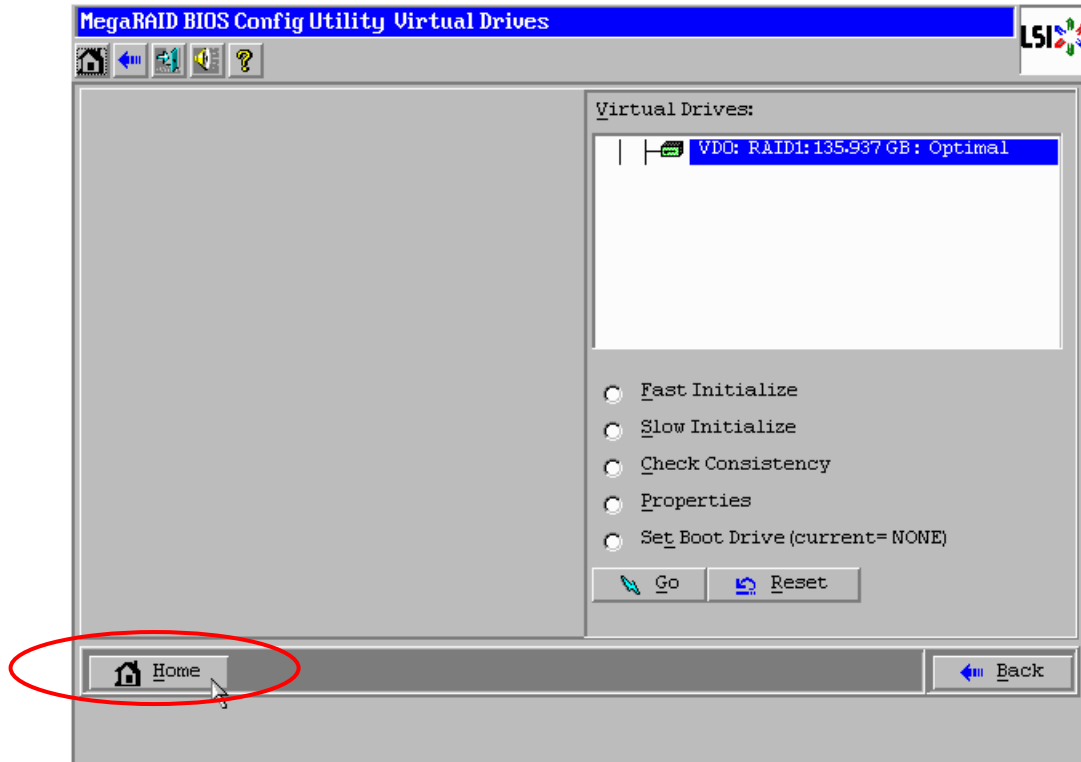 MegaRAID BIOS Config Utility Virtual Drives
LSI
Virtual Drives:
VD0: RAID1: 135.937 GB: Optimal
Fast Initialize
Slow Initialize
Check Consistency
Properties
Set Boot Drive (current= NONE)
Go
Reset
Home
Back